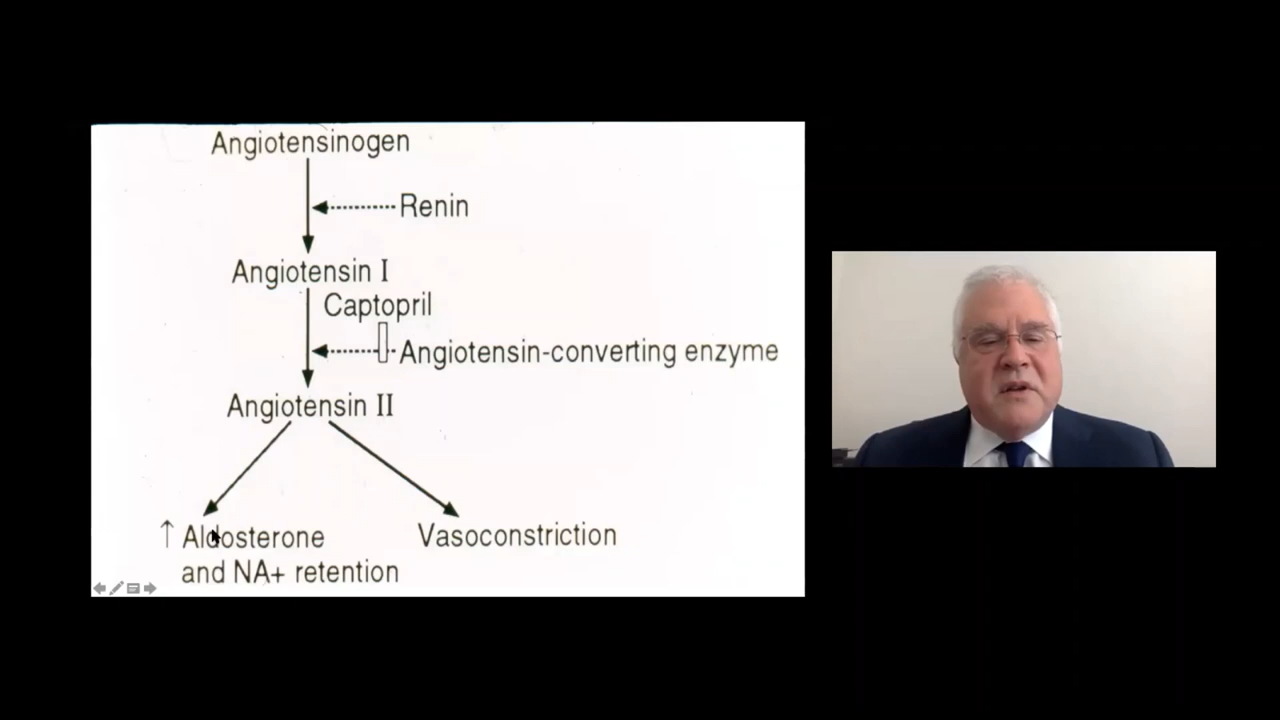 Angiotensinogen
Renin
Angiotensin I
Captopril
Angiotensin-converting enzyme
Angiotensin II
↑ Aldosterone
and NA+ retention
Vasoconstriction